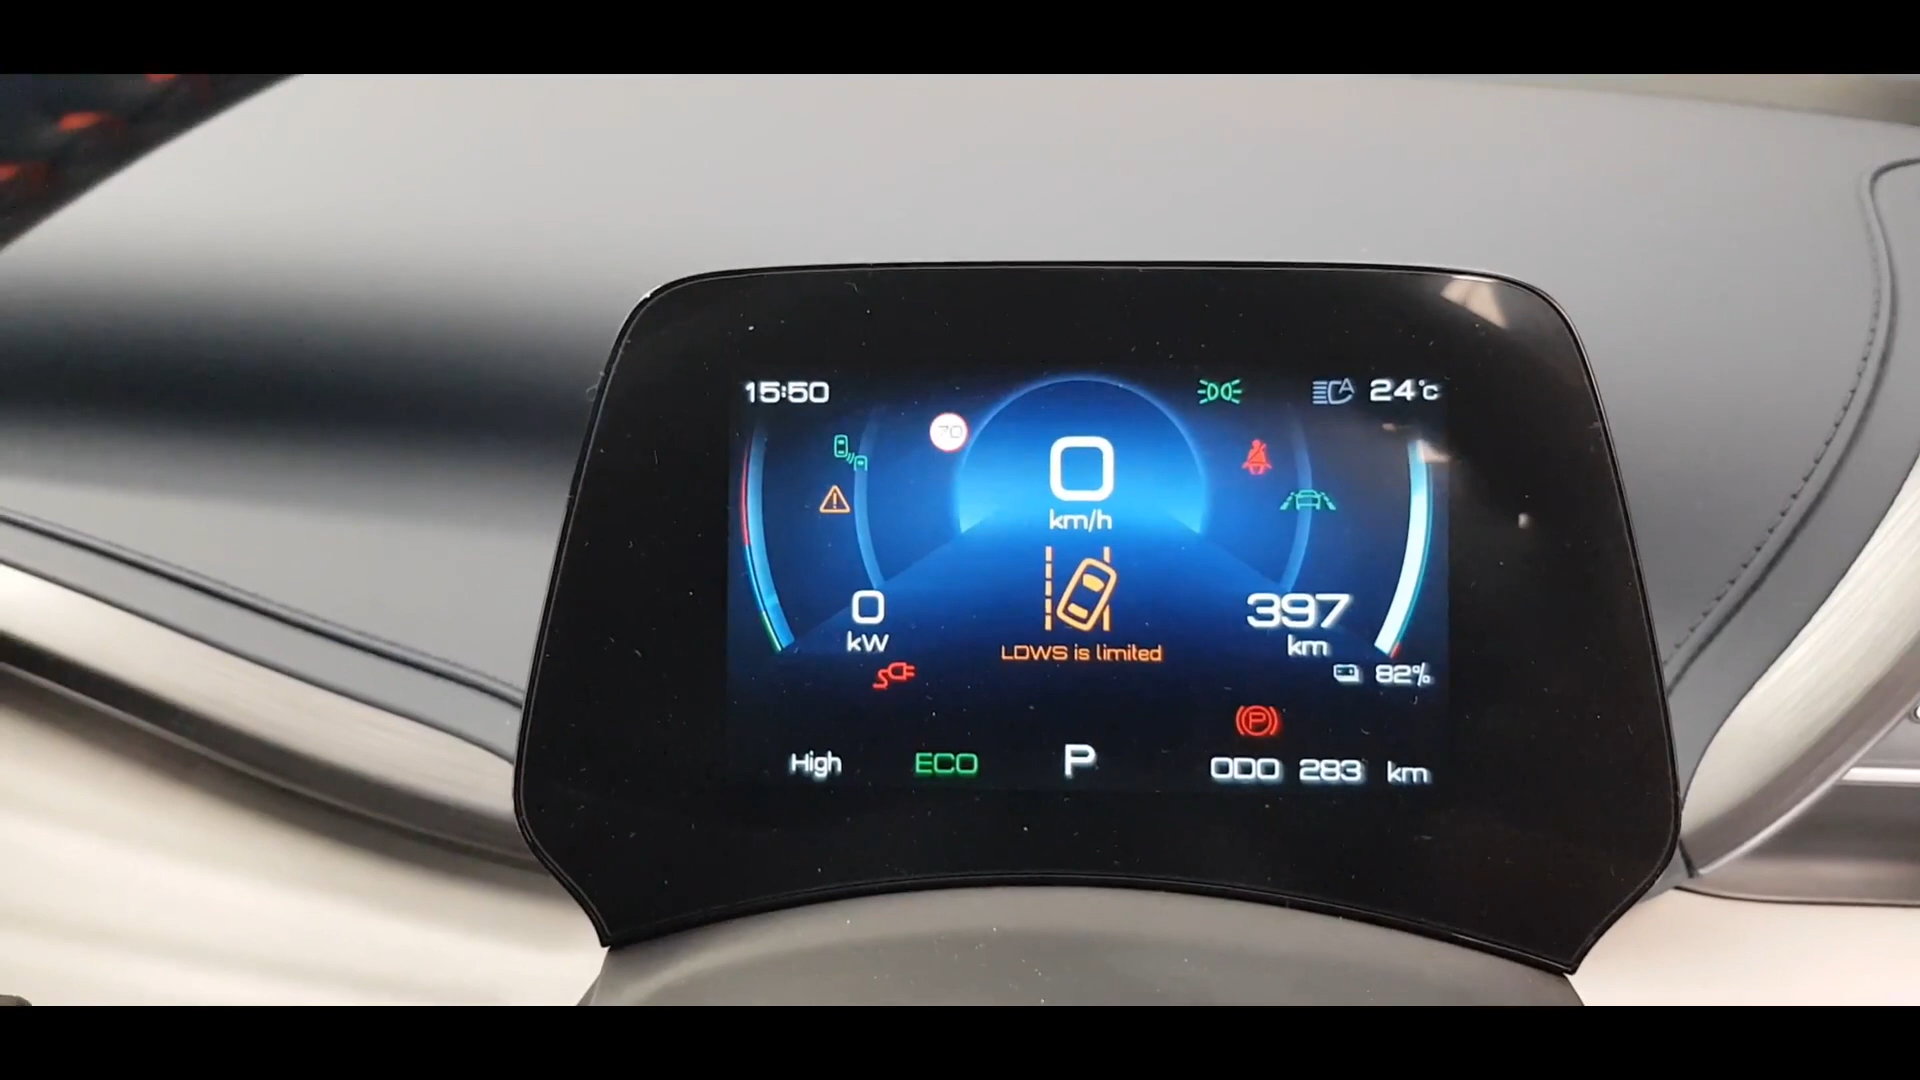 15:50
24°c
70
0
km/h
0
kW
397
km
LDWS is limited
82%
P
High
ECO
P
ODO 283 km